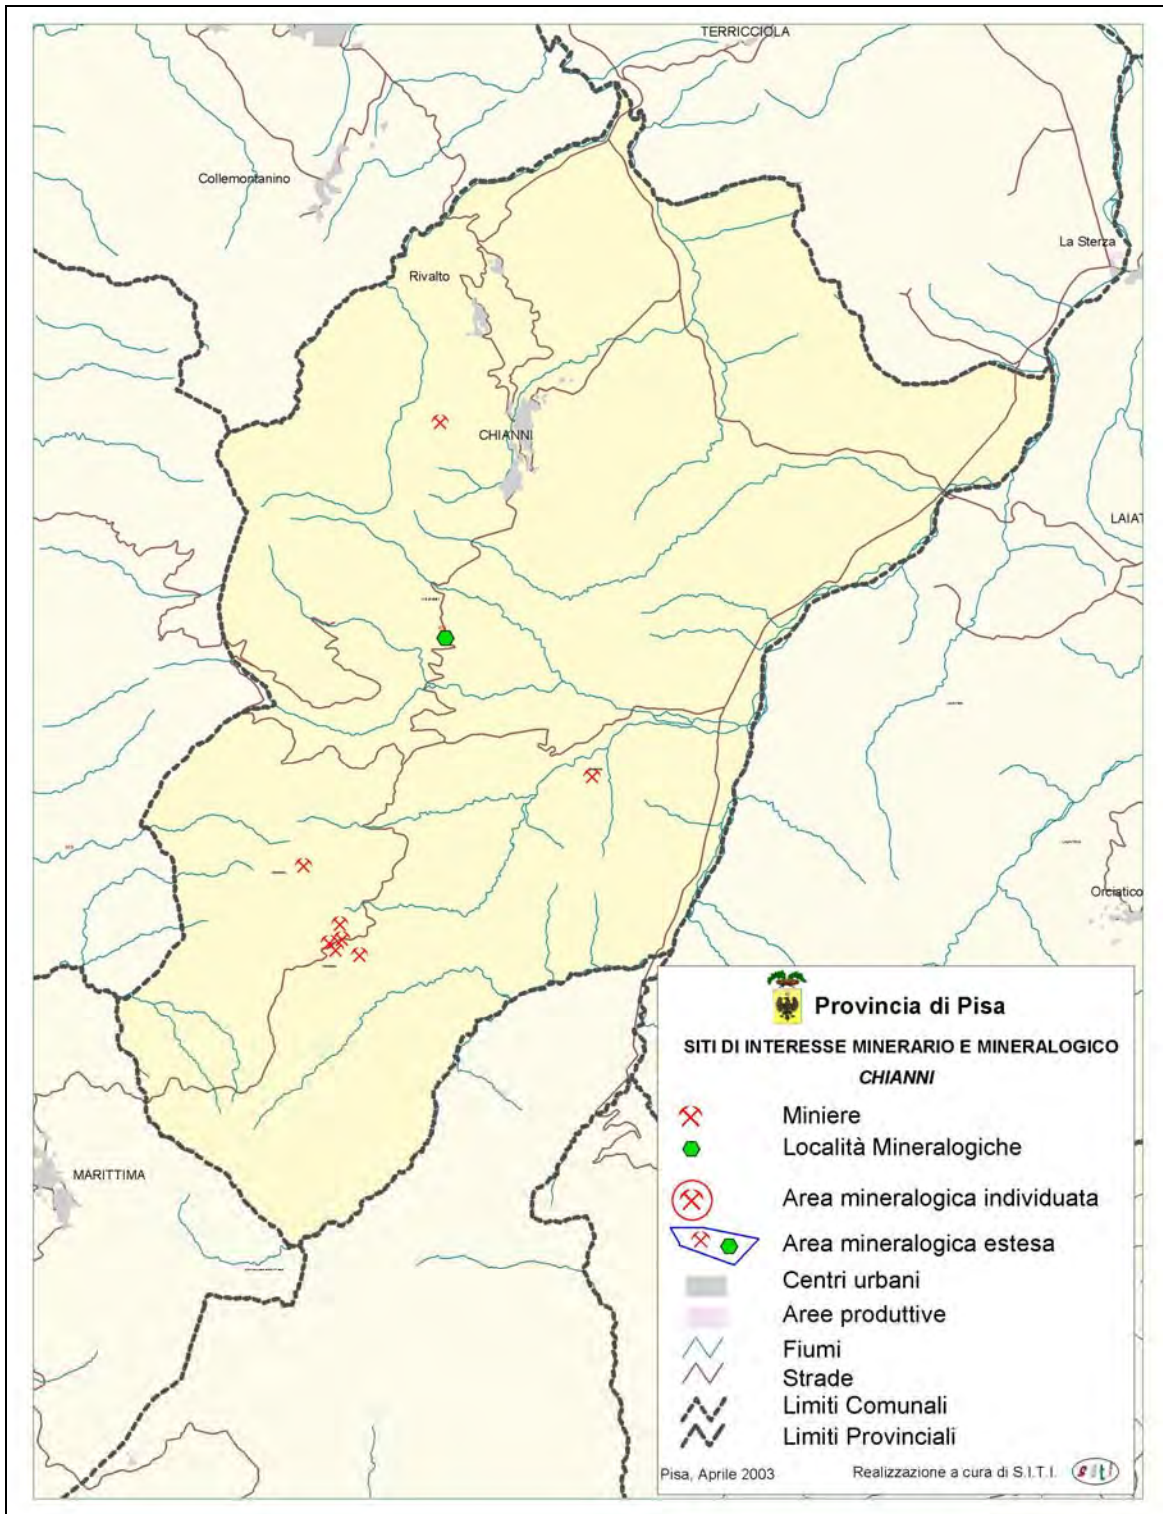 TERRICCIOLA
Collemontanino
La Sterza
Rivalto
CHIANNI
LAIAT
Orciatico
MARITTIMA
Provincia di Pisa
SITI DI INTERESSE MINERARIO E MINERALOGICO
CHIANNI
Miniere
Località Mineralogiche
Area mineralogica individuata
Area mineralogica estesa
Centri urbani
Aree produttive
Fiumi
Strade
Limiti Comunali
Limiti Provinciali
Pisa, Aprile 2003
Realizzazione a cura di S.I.T.I.
siti